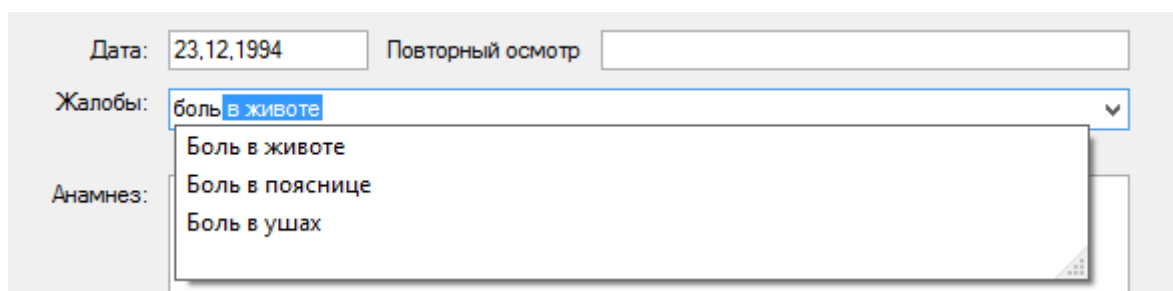 Дата: 23,12,1994 Повторный осмотр
Жалобы: боль в животе
Боль в животе
Анамнез: Боль в пояснице
Боль в ушах